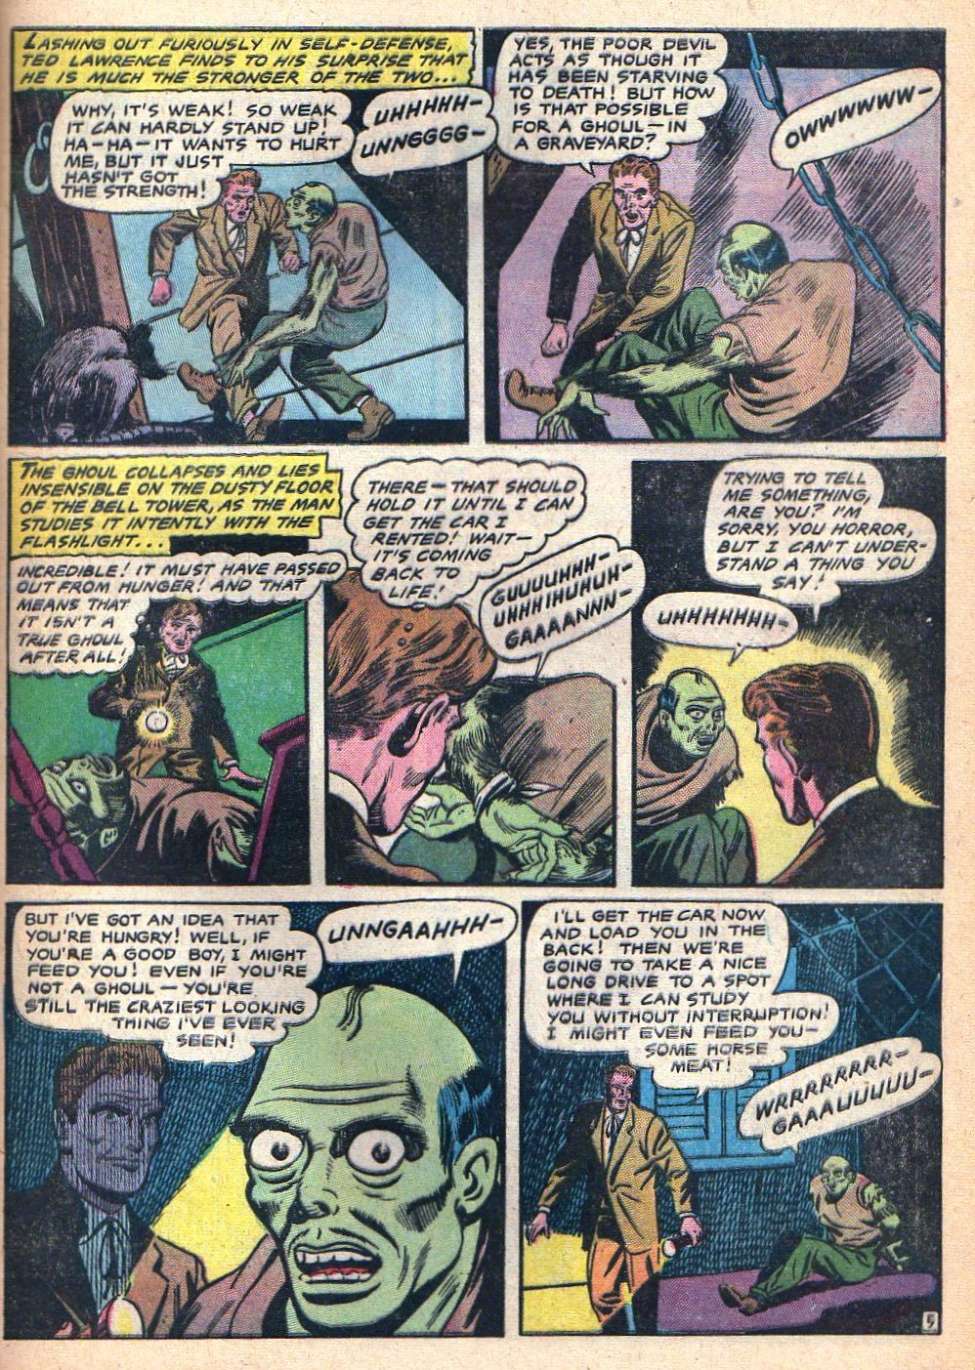 LASHING OUT FURIOUSLY IN SELF-DEFENSE,
TED LAWRENCE FINDS TO HIS SURPRISE THAT
HE IS MUCH THE STRONGER OF THE TWO...
WHY, IT'S WEAK! SO WEAK
IT CAN HARDLY STAND UP!
HA-HA-IT WANTS TO HURT
ME, BUT IT JUST
HASN'T GOT
THE STRENGTH!
UHHHHH-
UNNGGGG-
YES, THE POOR DEVIL
ACTS AS THOUGH IT
HAS BEEN STARVING
TO DEATH! BUT HOW
IS THAT POSSIBLE
FOR A GHOUL-IN
A GRAVEYARD?
OWWWWWW-
THE GHOUL COLLAPSES AND LIES
INSENSIBLE ON THE DUSTY FLOOR
OF THE BELL TOWER, AS THE MAN
STUDIES IT INTENTLY WITH THE
FLASHLIGHT...
INCREDIBLE! IT MUST HAVE PASSED
OUT FROM HUNGER! AND THAT
MEANS THAT
IT ISN'T A
TRUE GHOUL
AFTER ALL!
THERE-THAT SHOULD
HOLD IT UNTIL I CAN
GET THE CAR I
RENTED! WAIT-
IT'S COMING
BACK TO
LIFE!
GUUUUHHH-
UHHHIHUHUH-
GAAAANNN-
TRYING TO TELL
ME SOMETHING,
ARE YOU? I'M
SORRY, YOU HORROR,
BUT I CAN'T UNDER-
STAND A THING YOU
SAY!
UHHHHHHH-
BUT I'VE GOT AN IDEA THAT
YOU'RE HUNGRY! WELL, IF
YOU'RE A GOOD BOY, I MIGHT
FEED YOU! EVEN IF YOU'RE
NOT A GHOUL-YOU'RE
STILL THE CRAZIEST LOOKING
THING I'VE EVER
SEEN!
UNNGAAHHH-
I'LL GET THE CAR NOW
AND LOAD YOU IN THE
BACK! THEN WE'RE
GOING TO TAKE A NICE
LONG DRIVE TO A SPOT
WHERE I CAN STUDY
YOU WITHOUT INTERRUPTION!
I MIGHT EVEN FEED YOU-
SOME HORSE
MEAT!
WRRRRRRRR-
GAAAUUUUU-
5